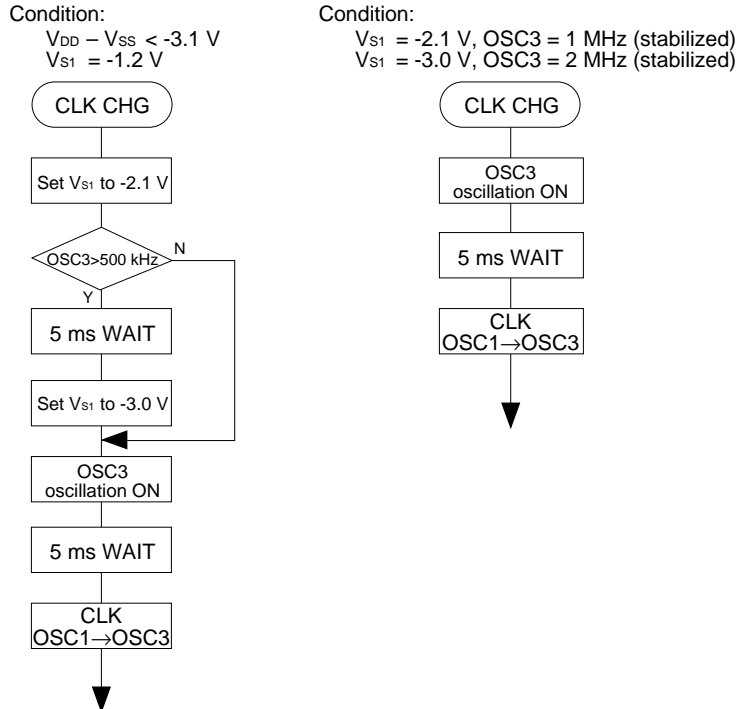 Condition:
VDD – VSS < -3.1 V
VS1 = -1.2 V
CLK CHG
Set VS1 to -2.1 V
OSC3>500 kHz
N
Y
5 ms WAIT
Set VS1 to -3.0 V
OSC3
oscillation ON
5 ms WAIT
CLK
OSC1→OSC3
Condition:
VS1 = -2.1 V, OSC3 = 1 MHz (stabilized)
VS1 = -3.0 V, OSC3 = 2 MHz (stabilized)
CLK CHG
OSC3
oscillation ON
5 ms WAIT
CLK
OSC1→OSC3